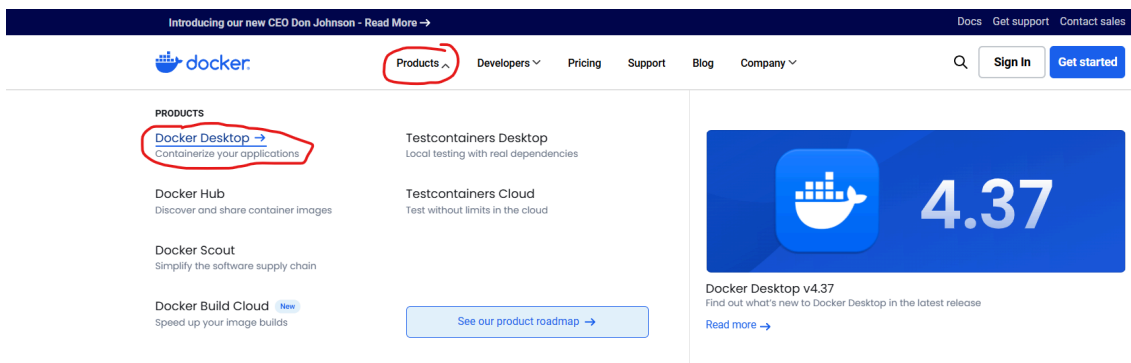 Introducing our new CEO Don Johnson - Read More →
Docs Get support Contact sales
docker
Products Developers Pricing Support Blog Company
Sign In Get started
PRODUCTS
Docker Desktop →
Containerize your applications
Testcontainers Desktop
Local testing with real dependencies
Docker Hub
Discover and share container images
Testcontainers Cloud
Test without limits in the cloud
Docker Scout
Simplify the software supply chain
Docker Build Cloud New
Speed up your image builds
See our product roadmap →
4.37
Docker Desktop v4.37
Find out what's new to Docker Desktop in the latest release
Read more →